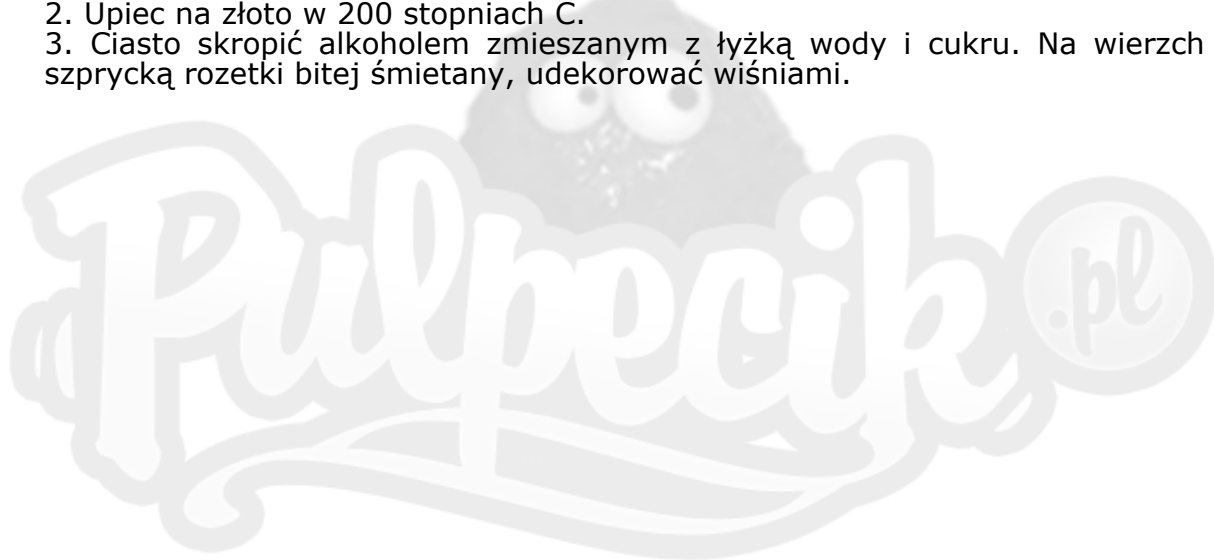 2. Upiec na złoto w 200 stopniach C.
3. Ciasto skropić alkoholem zmieszanym z łyżką wody i cukru. Na wierzch
szprycką rozetki bitej śmietany, udekorować wiśniami.
Pulpecik .pl